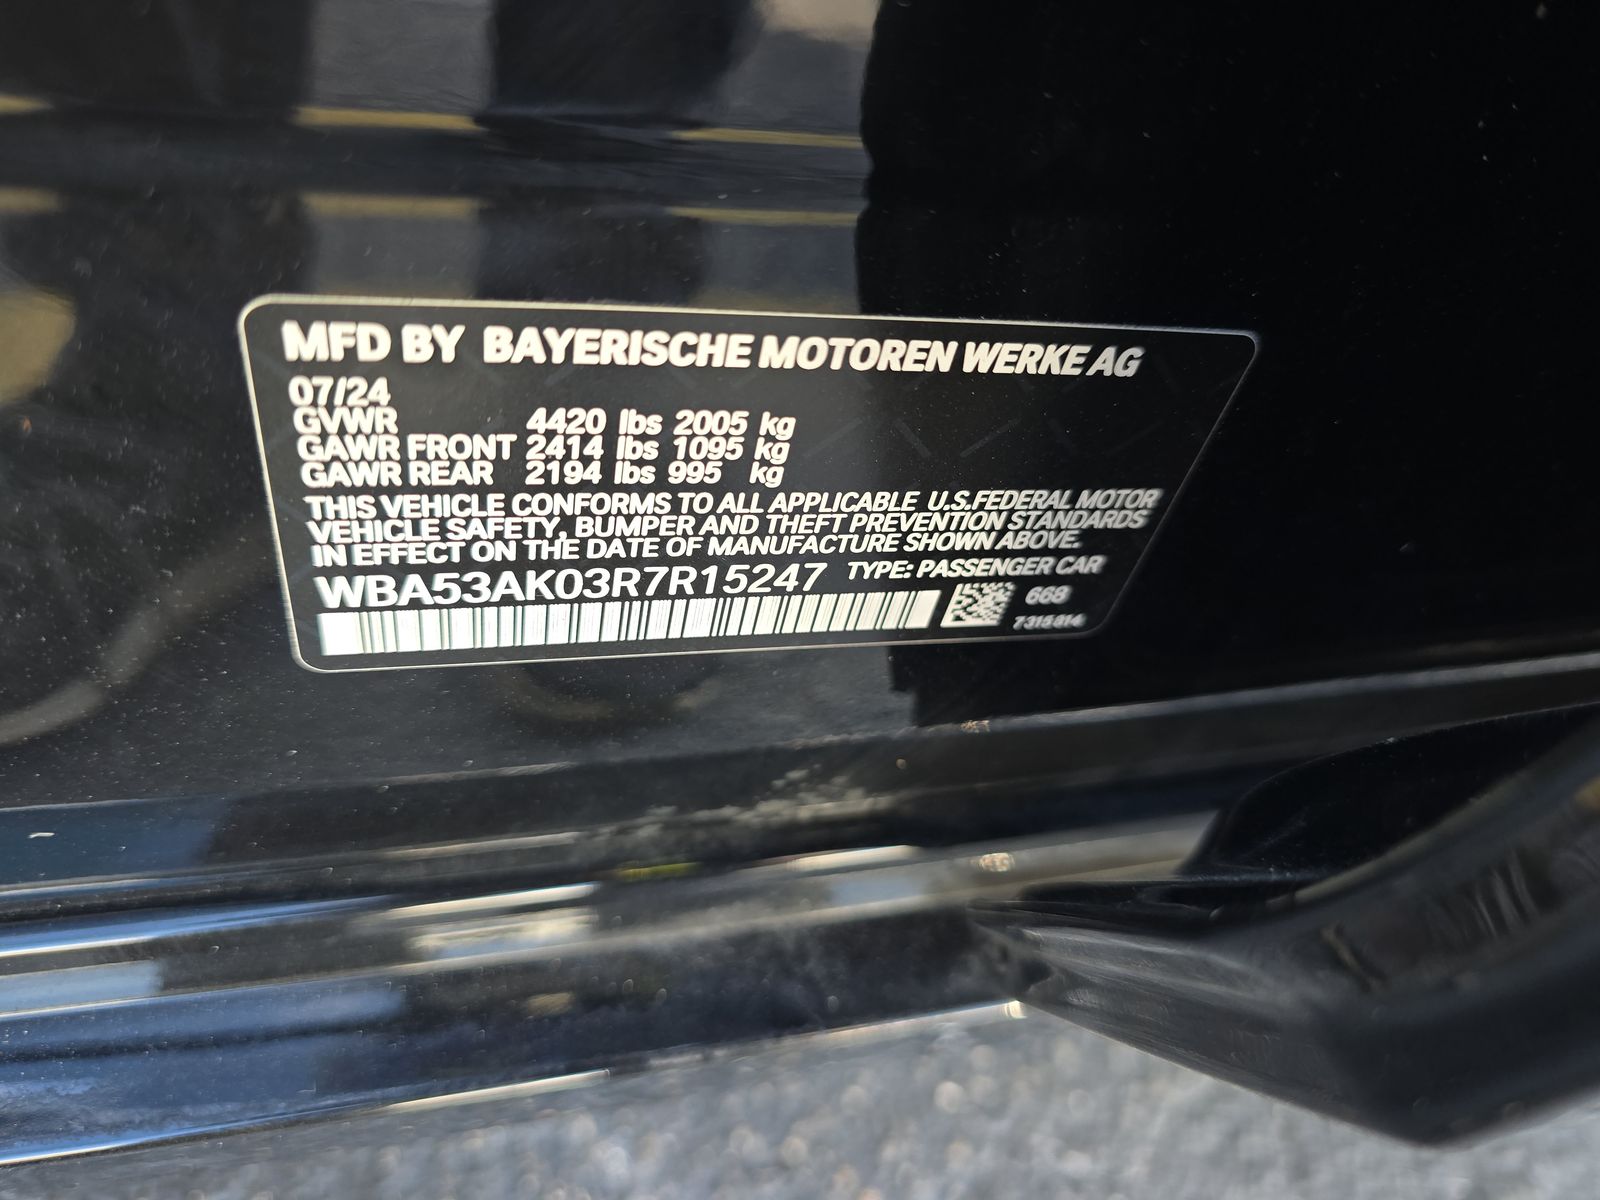 MFD BY BAYERISCHE MOTOREN WERKE AG
07/24
GVWR 4420 lbs 2005 kg
GAWR FRONT 2414 lbs 1095 kg
GAWR REAR 2194 lbs 995 kg
THIS VEHICLE CONFORMS TO ALL APPLICABLE U.S.FEDERAL MOTOR
VEHICLE SAFETY, BUMPER AND THEFT PREVENTION STANDARDS
IN EFFECT ON THE DATE OF MANUFACTURE SHOWN ABOVE.
WBA53AK03R7R15247 TYPE: PASSENGER CAR
668
7315814